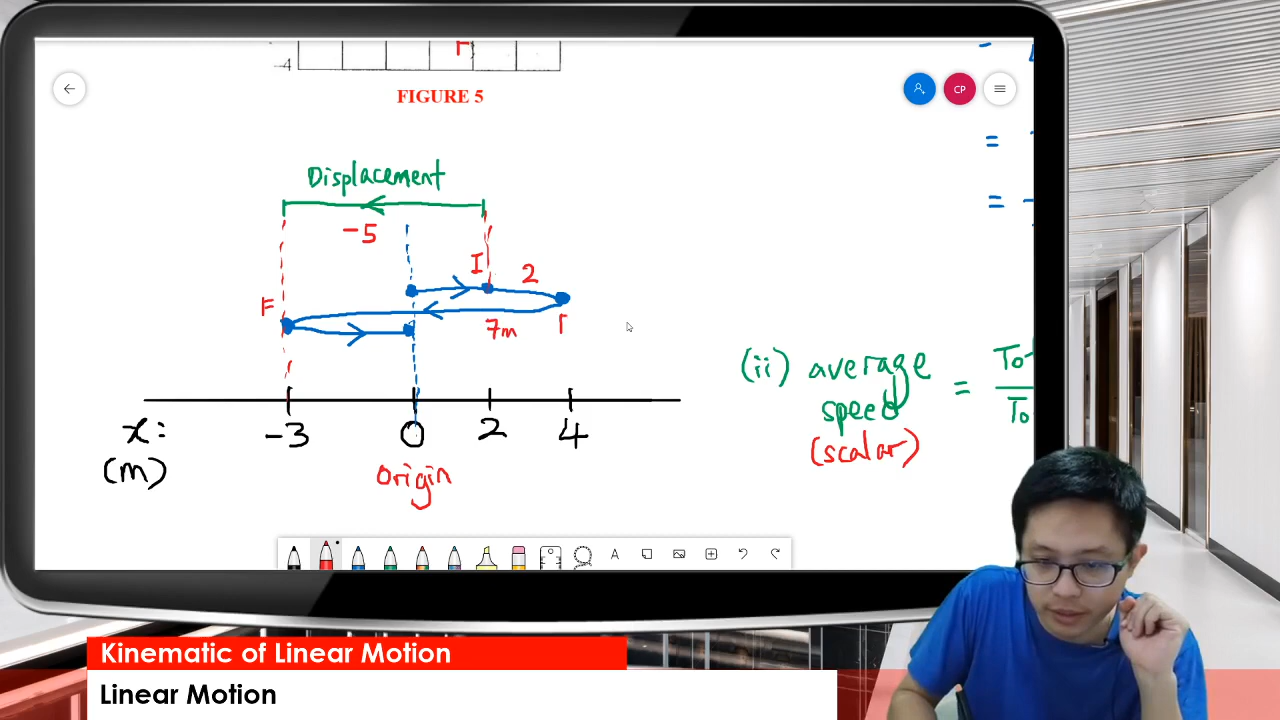 -4
F
FIGURE 5
CP
Displacement
-5
I
2
F
7m
x:
-3
0
2
4
(m)
Origin
(ii) average
speed
(scalar)
=
=
=
A
Kinematic of Linear Motion
Linear Motion